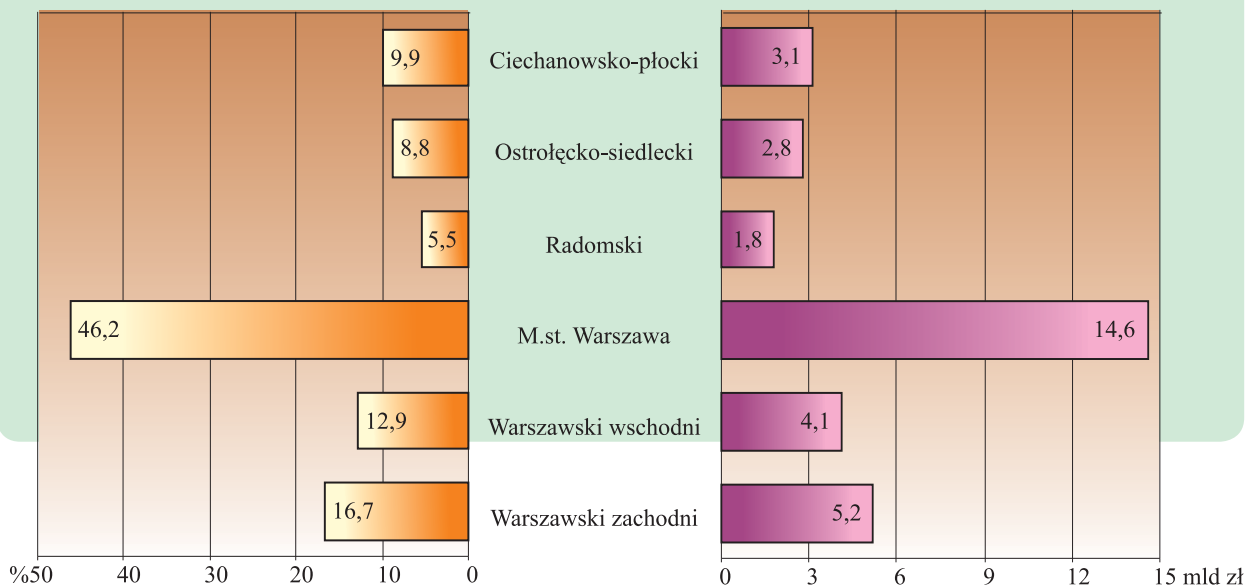 9,9 Ciechanowsko-płocki 3,1
8,8 Ostrołęcko-siedlecki 2,8
5,5 Radomski 1,8
46,2 M.st. Warszawa 14,6
12,9 Warszawski wschodni 4,1
16,7 Warszawski zachodni 5,2
%50 40 30 20 10 0 0 3 6 9 12 15 mld zł